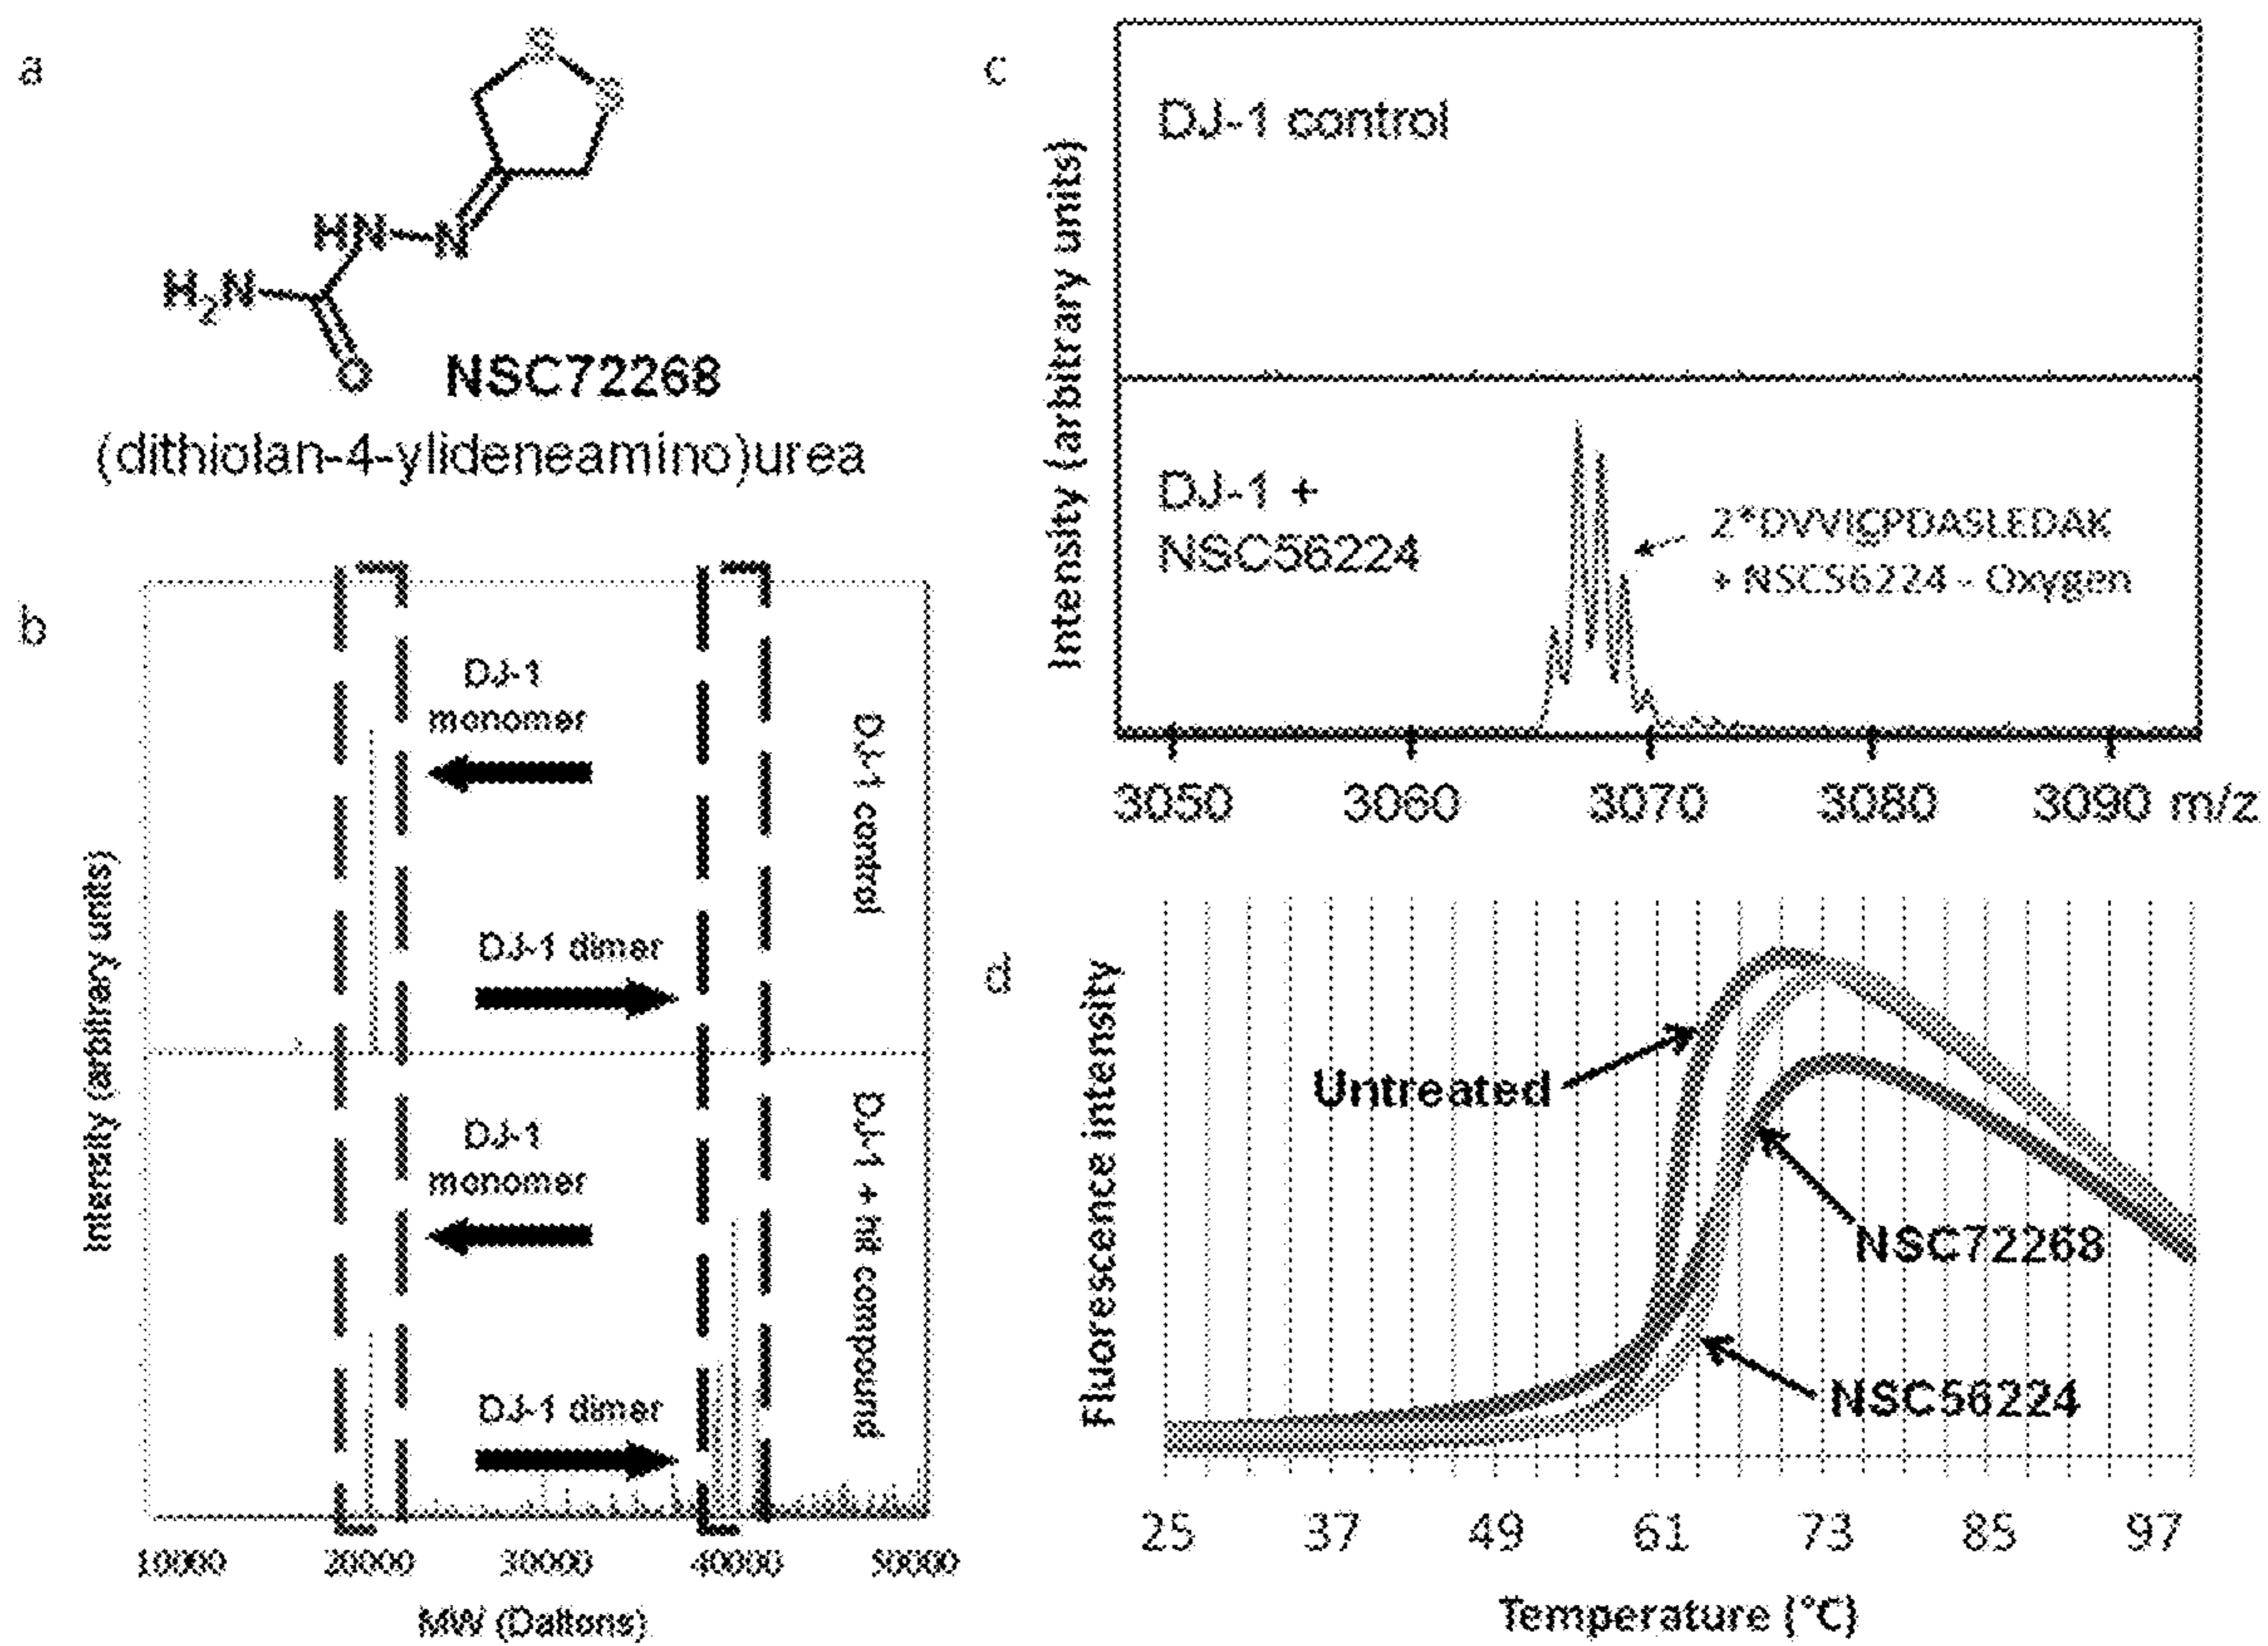 a
S
S
HN
N
H₂N
O
NSC72268
(dithiolan-4-ylideneamino)urea
b
Intensity (arbitrary units)
DJ-1
monomer
DJ-1 dimer
DJ-1 control
DJ-1
monomer
DJ-1 dimer
DJ-1 + hit compound
10000 20000 30000 40000 50000
MW (Daltons)
c
Intensity (arbitrary units)
DJ-1 control
DJ-1 +
NSC56224
2*DVVICPDASLEDAK
+ NSC56224 - Oxygen
3050 3060 3070 3080 3090 m/z
d
Fluorescence intensity
Untreated
NSC72268
NSC56224
25 37 49 61 73 85 97
Temperature (°C)